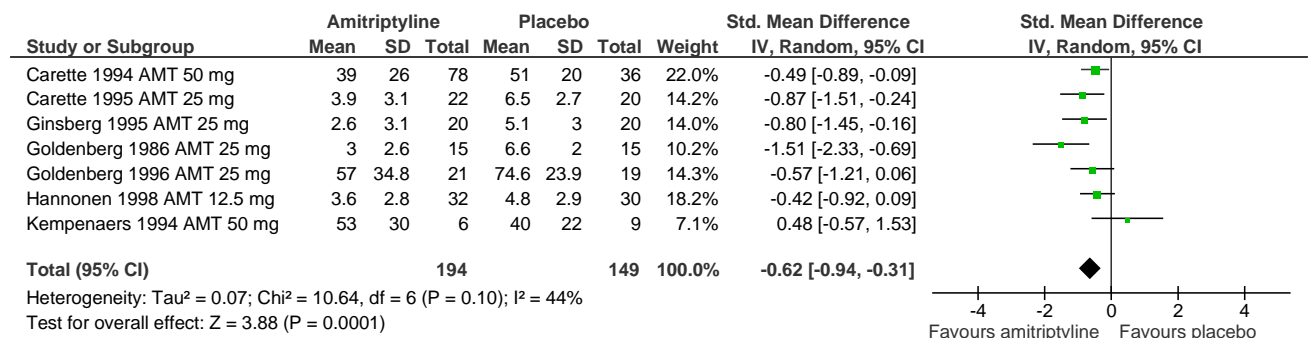 Amitriptyline Placebo Std. Mean Difference Std. Mean Difference
Study or Subgroup Mean SD Total Mean SD Total Weight IV, Random, 95% CI IV, Random, 95% CI
Carette 1994 AMT 50 mg 39 26 78 51 20 36 22.0% -0.49 [-0.89, -0.09]
Carette 1995 AMT 25 mg 3.9 3.1 22 6.5 2.7 20 14.2% -0.87 [-1.51, -0.24]
Ginsberg 1995 AMT 25 mg 2.6 3.1 20 5.1 3 20 14.0% -0.80 [-1.45, -0.16]
Goldenberg 1986 AMT 25 mg 3 2.6 15 6.6 2 15 10.2% -1.51 [-2.33, -0.69]
Goldenberg 1996 AMT 25 mg 57 34.8 21 74.6 23.9 19 14.3% -0.57 [-1.21, 0.06]
Hannonen 1998 AMT 12.5 mg 3.6 2.8 32 4.8 2.9 30 18.2% -0.42 [-0.92, 0.09]
Kempenaers 1994 AMT 50 mg 53 30 6 40 22 9 7.1% 0.48 [-0.57, 1.53]
Total (95% CI) 194 149 100.0% -0.62 [-0.94, -0.31]
Heterogeneity: Tau² = 0.07; Chi² = 10.64, df = 6 (P = 0.10); I² = 44%
Test for overall effect: Z = 3.88 (P = 0.0001)
-4 -2 0 2 4
Favours amitriptyline Favours placebo